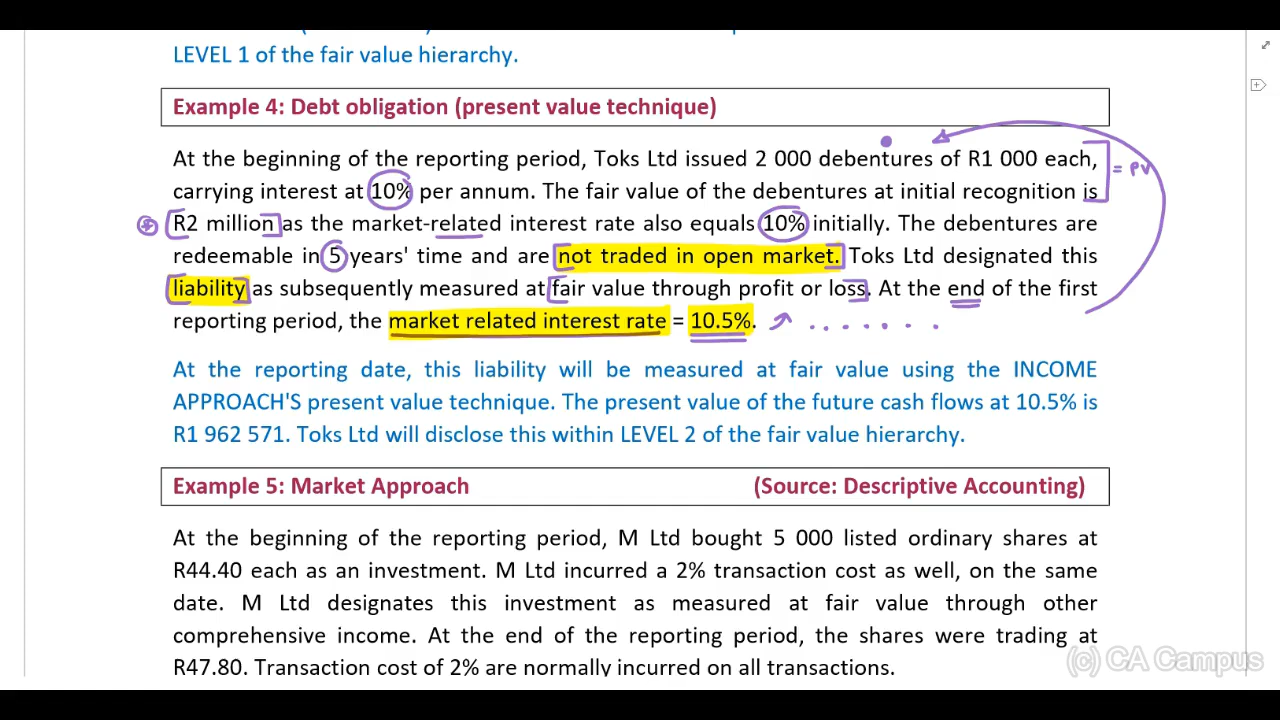 LEVEL 1 of the fair value hierarchy.
Example 4: Debt obligation (present value technique)
At the beginning of the reporting period, Toks Ltd issued 2 000 debentures of R1 000 each,
= PV
carrying interest at 10% per annum. The fair value of the debentures at initial recognition is
R2 million as the market-related interest rate also equals 10% initially. The debentures are
redeemable in 5 years' time and are not traded in open market. Toks Ltd designated this
liability as subsequently measured at fair value through profit or loss. At the end of the first
reporting period, the market related interest rate = 10.5%.
At the reporting date, this liability will be measured at fair value using the INCOME
APPROACH'S present value technique. The present value of the future cash flows at 10.5% is
R1 962 571. Toks Ltd will disclose this within LEVEL 2 of the fair value hierarchy.
Example 5: Market Approach (Source: Descriptive Accounting)
At the beginning of the reporting period, M Ltd bought 5 000 listed ordinary shares at
R44.40 each as an investment. M Ltd incurred a 2% transaction cost as well, on the same
date. M Ltd designates this investment as measured at fair value through other
comprehensive income. At the end of the reporting period, the shares were trading at
R47.80. Transaction cost of 2% are normally incurred on all transactions.
(c) CA Campus